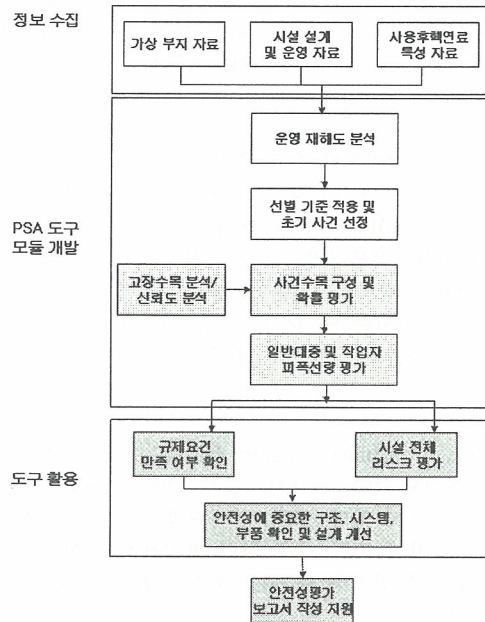 정보 수집
가상 부지 자료
시설 설계
및 운영 자료
사용후핵연료
특성 자료
운영 재해도 분석
선별 기준 적용 및
초기 사건 선정
PSA 도구
모듈 개발
고장수목 분석/
신뢰도 분석
사건수목 구성 및
확률 평가
일반대중 및 작업자
피폭선량 평가
도구 활용
규제요건
만족 여부 확인
시설 전체
리스크 평가
안전성에 중요한 구조, 시스템,
부품 확인 및 설계 개선
안전성평가
보고서 작성 지원